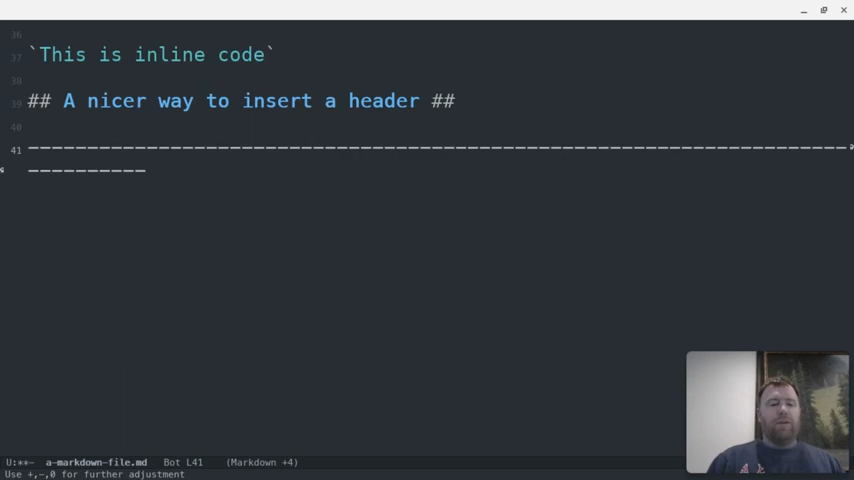 36
37 `This is inline code`
38
39 ## A nicer way to insert a header ##
40
41 --------------------------------------------------------------------------------
U:**- a-markdown-file.md Bot L41 (Markdown +4)
Use +,-,0 for further adjustment